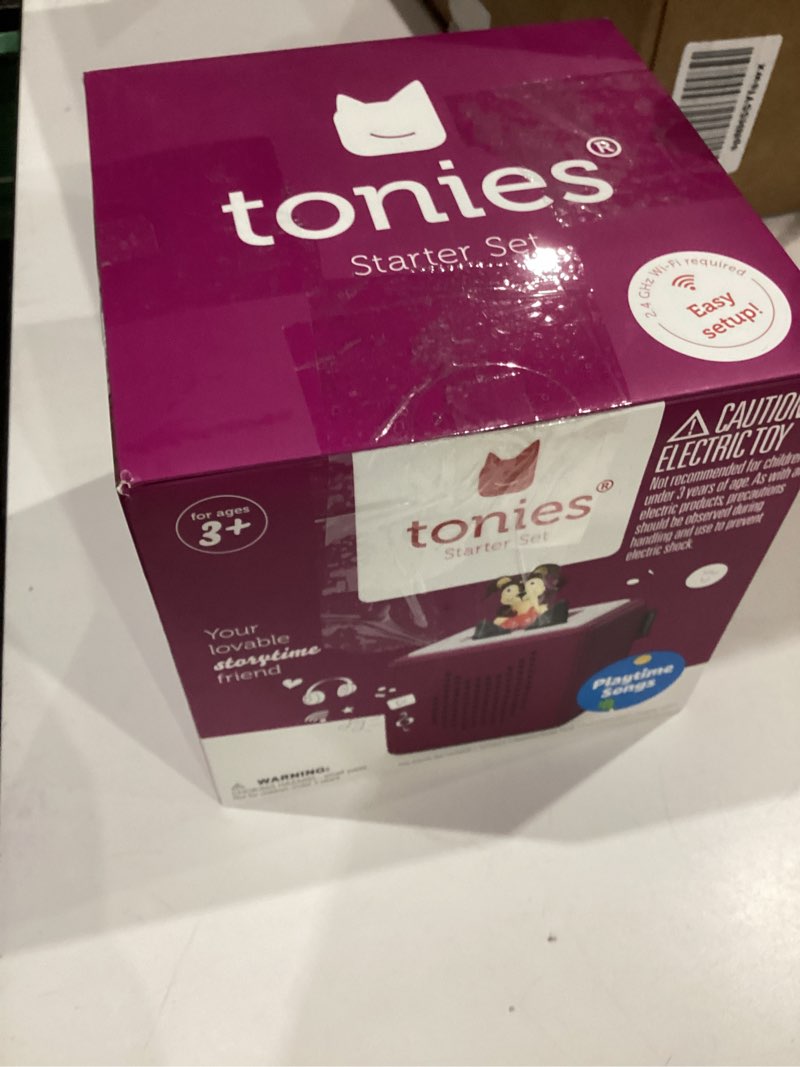 tonies®
Starter Set
2.4 GHz Wi-Fi required
Easy
setup!
CAUTION
ELECTRIC TOY
Not recommended for children
under 3 years of age. As with
electric products, precautions
should be observed during
handling and use to prevent
electric shock.
for ages
3+
tonies®
Starter Set
Your
lovable
storytime
friend
Playtime
Songs
WARNING: